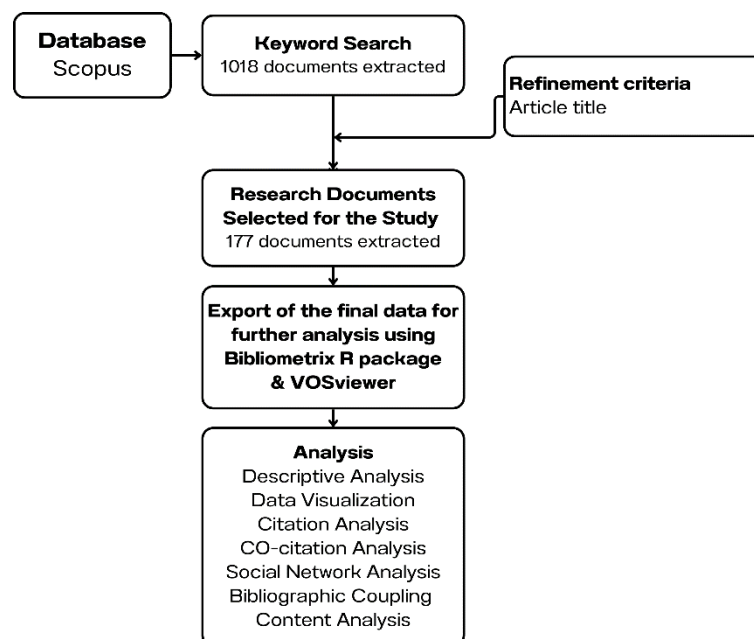 Database
Scopus
Keyword Search
1018 documents extracted
Refinement criteria
Article title
Research Documents
Selected for the Study
177 documents extracted
Export of the final data for
further analysis using
Bibliometrix R package
& VOSviewer
Analysis
Descriptive Analysis
Data Visualization
Citation Analysis
CO-citation Analysis
Social Network Analysis
Bibliographic Coupling
Content Analysis